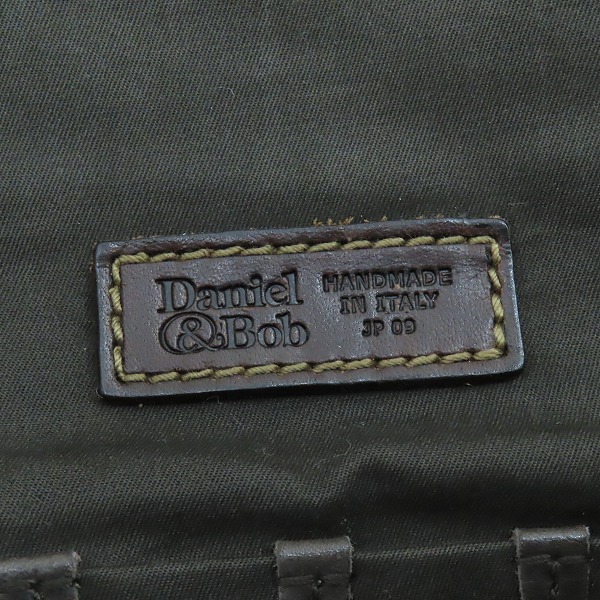 Daniel
&Bob
HANDMADE
IN ITALY
JP 09